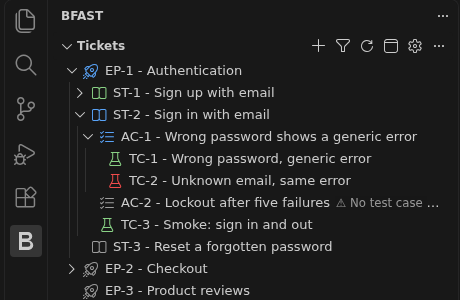 BFAST
Tickets
EP-1 - Authentication
ST-1 - Sign up with email
ST-2 - Sign in with email
AC-1 - Wrong password shows a generic error
TC-1 - Wrong password, generic error
TC-2 - Unknown email, same error
AC-2 - Lockout after five failures ⚠ No test case ...
TC-3 - Smoke: sign in and out
B
ST-3 - Reset a forgotten password
EP-2 - Checkout
EP-3 - Product reviews